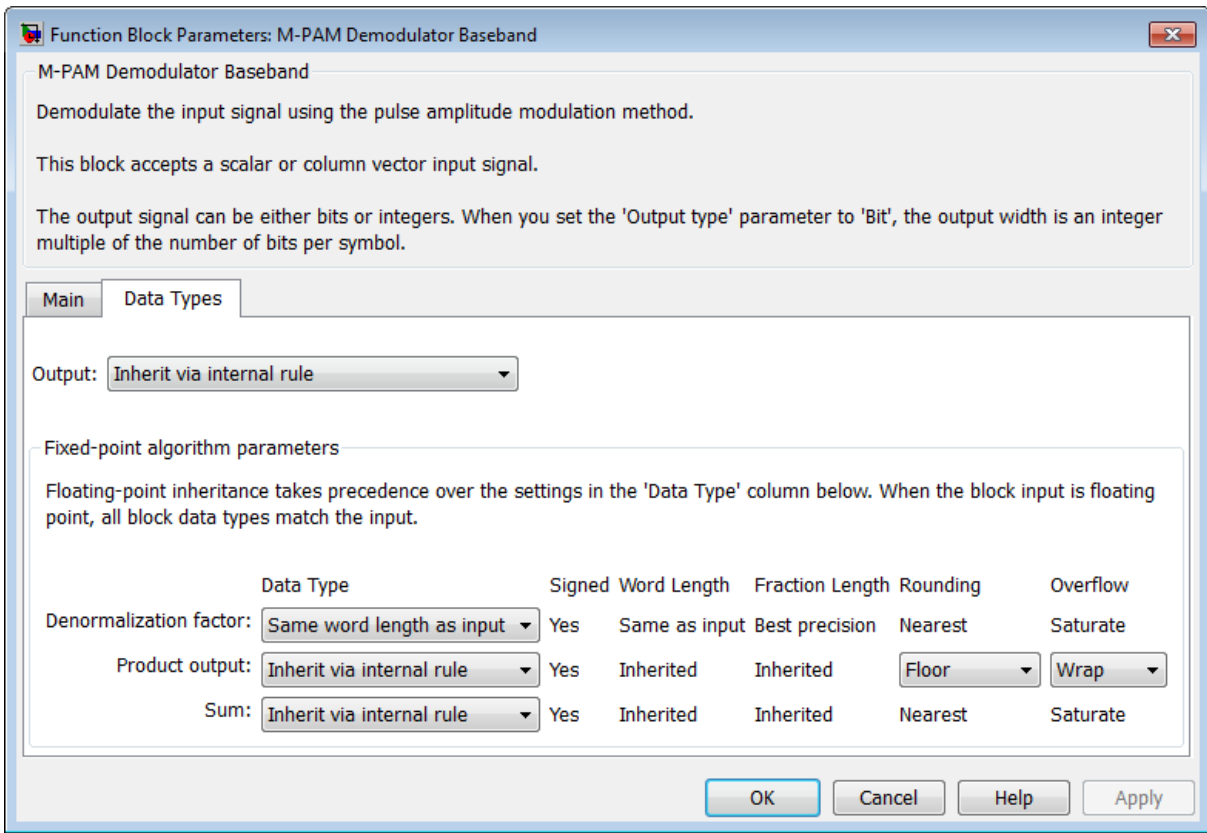 Function Block Parameters: M-PAM Demodulator Baseband
M-PAM Demodulator Baseband
Demodulate the input signal using the pulse amplitude modulation method.
This block accepts a scalar or column vector input signal.
The output signal can be either bits or integers. When you set the 'Output type' parameter to 'Bit', the output width is an integer
multiple of the number of bits per symbol.
Main Data Types
Output: Inherit via internal rule
Fixed-point algorithm parameters
Floating-point inheritance takes precedence over the settings in the 'Data Type' column below. When the block input is floating
point, all block data types match the input.
Data Type Signed Word Length Fraction Length Rounding Overflow
Denormalization factor: Same word length as input Yes Same as input Best precision Nearest Saturate
Product output: Inherit via internal rule Yes Inherited Inherited Floor Wrap
Sum: Inherit via internal rule Yes Inherited Inherited Nearest Saturate
OK Cancel Help Apply